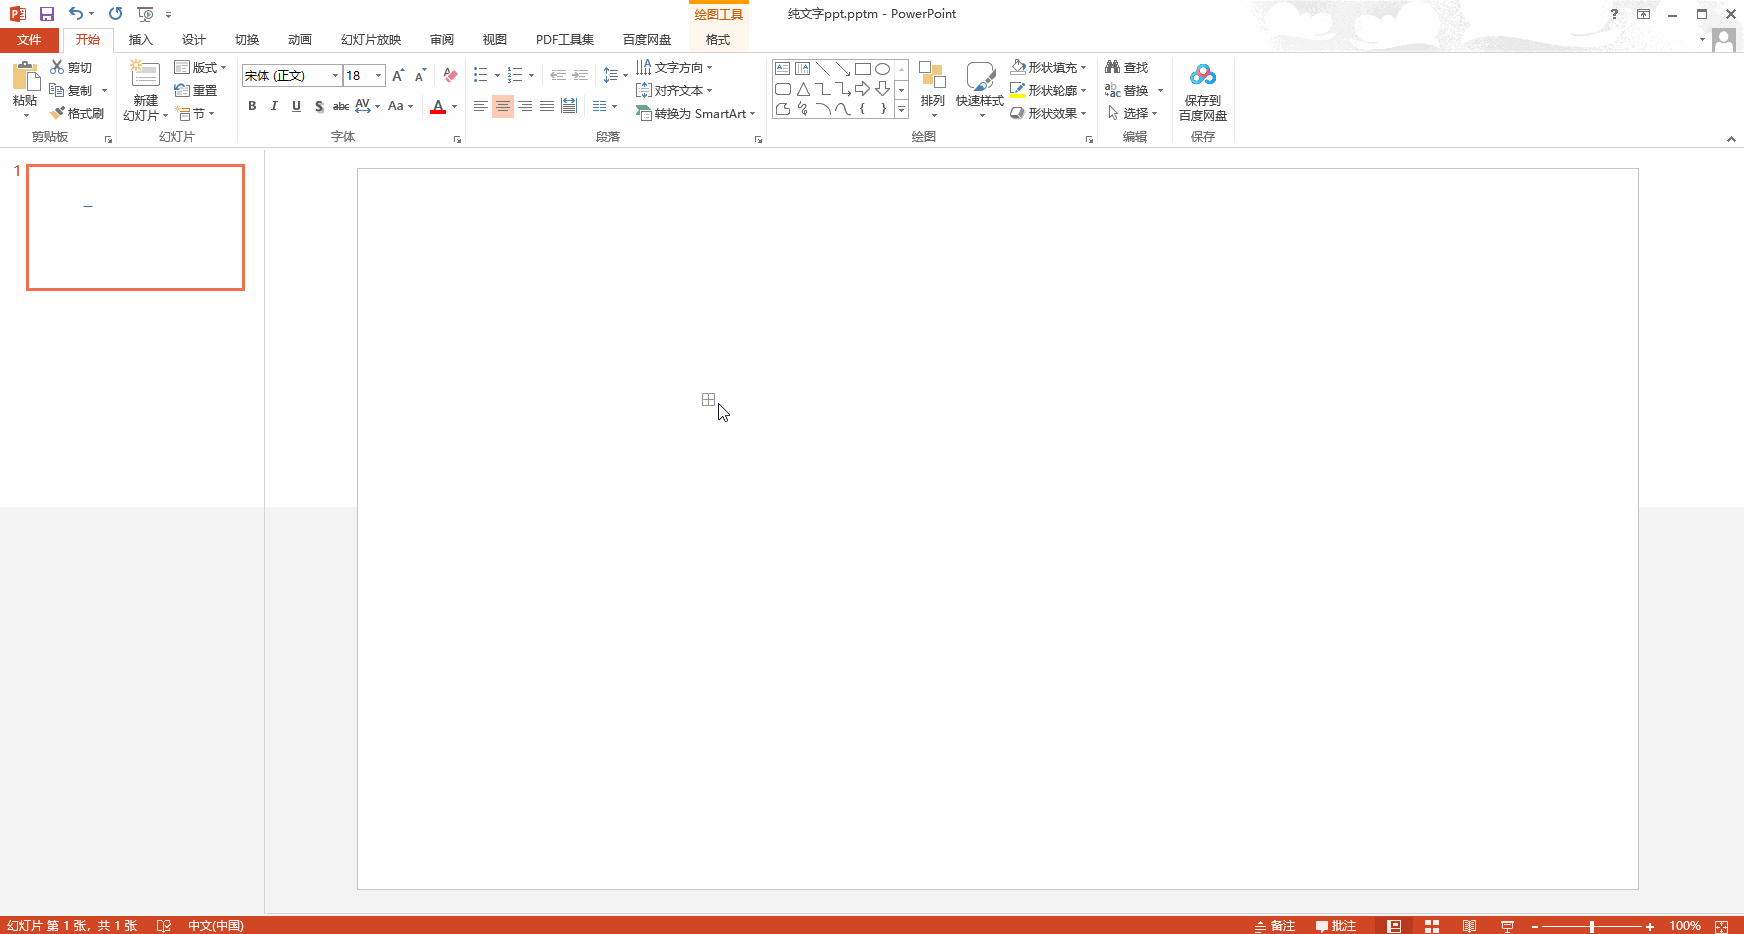 绘图工具
纯文字ppt.pptm - PowerPoint
文件 开始 插入 设计 切换 动画 幻灯片放映 审阅 视图 PDF工具集 百度网盘 格式
粘贴
剪切
复制
格式刷
剪贴板
新建
幻灯片
版式
重置
节
幻灯片
宋体 (正文) 18
B I U S abc AV Aa A
字体
文字方向
对齐文本
转换为 SmartArt
段落
排列
快速样式
形状填充
形状轮廓
形状效果
绘图
查找
替换
选择
编辑
保存到
百度网盘
保存
1
幻灯片 第 1 张，共 1 张 中文(中国) 备注 批注 100%